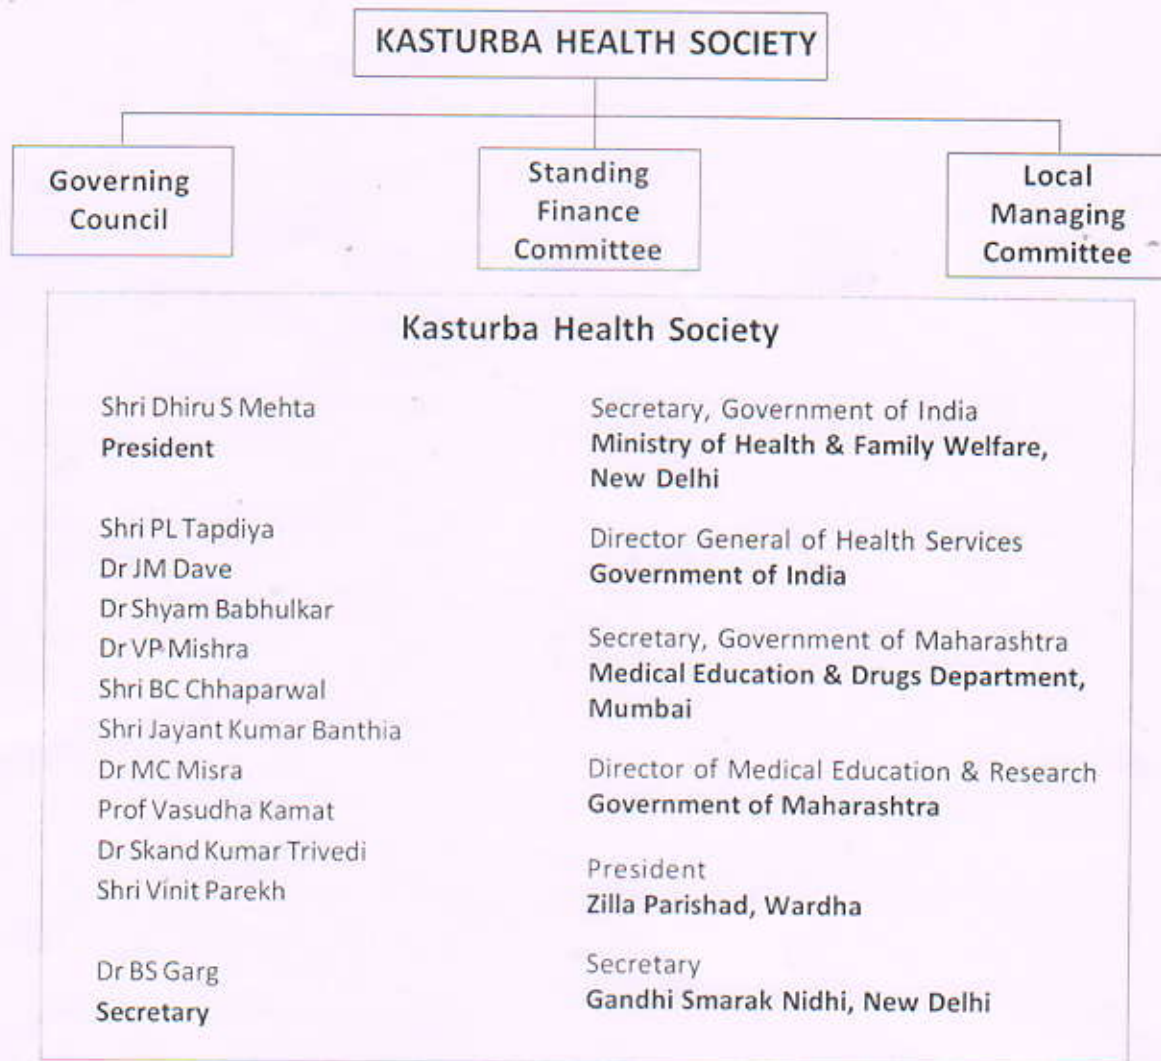 KASTURBA HEALTH SOCIETY
Governing
Council
Standing
Finance
Committee
Local
Managing
Committee
Kasturba Health Society
Shri Dhiru S Mehta
President
Shri PL Tapdiya
Dr JM Dave
Dr Shyam Babhulkar
Dr VP Mishra
Shri BC Chhaparwal
Shri Jayant Kumar Banthia
Dr MC Misra
Prof Vasudha Kamat
Dr Skand Kumar Trivedi
Shri Vinit Parekh
Dr BS Garg
Secretary
Secretary, Government of India
Ministry of Health & Family Welfare,
New Delhi
Director General of Health Services
Government of India
Secretary, Government of Maharashtra
Medical Education & Drugs Department,
Mumbai
Director of Medical Education & Research
Government of Maharashtra
President
Zilla Parishad, Wardha
Secretary
Gandhi Smarak Nidhi, New Delhi